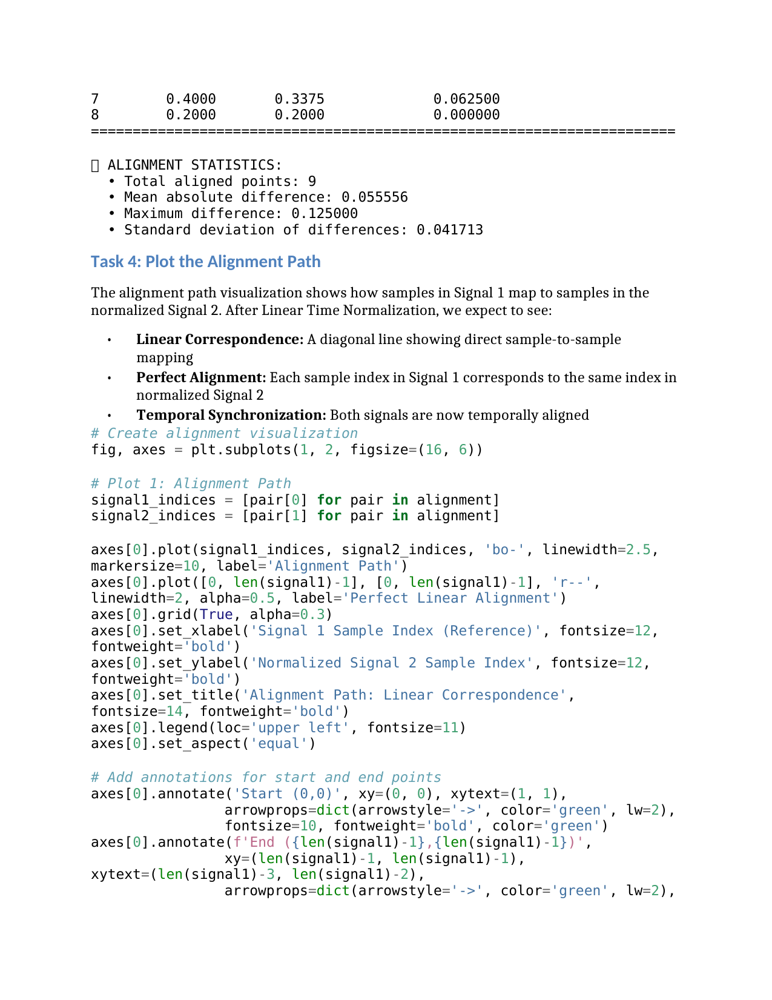 7        0.4000       0.3375             0.062500
8        0.2000       0.2000             0.000000
======================================================================
▯ ALIGNMENT STATISTICS:
  • Total aligned points: 9
  • Mean absolute difference: 0.055556
  • Maximum difference: 0.125000
  • Standard deviation of differences: 0.041713
Task 4: Plot the Alignment Path
The alignment path visualization shows how samples in Signal 1 map to samples in the
normalized Signal 2. After Linear Time Normalization, we expect to see:
• Linear Correspondence: A diagonal line showing direct sample-to-sample
mapping
• Perfect Alignment: Each sample index in Signal 1 corresponds to the same index in
normalized Signal 2
• Temporal Synchronization: Both signals are now temporally aligned
# Create alignment visualization
fig, axes = plt.subplots(1, 2, figsize=(16, 6))
# Plot 1: Alignment Path
signal1_indices = [pair[0] for pair in alignment]
signal2_indices = [pair[1] for pair in alignment]
axes[0].plot(signal1_indices, signal2_indices, 'bo-', linewidth=2.5,
markersize=10, label='Alignment Path')
axes[0].plot([0, len(signal1)-1], [0, len(signal1)-1], 'r--',
linewidth=2, alpha=0.5, label='Perfect Linear Alignment')
axes[0].grid(True, alpha=0.3)
axes[0].set_xlabel('Signal 1 Sample Index (Reference)', fontsize=12,
fontweight='bold')
axes[0].set_ylabel('Normalized Signal 2 Sample Index', fontsize=12,
fontweight='bold')
axes[0].set_title('Alignment Path: Linear Correspondence',
fontsize=14, fontweight='bold')
axes[0].legend(loc='upper left', fontsize=11)
axes[0].set_aspect('equal')
# Add annotations for start and end points
axes[0].annotate('Start (0,0)', xy=(0, 0), xytext=(1, 1),
                arrowprops=dict(arrowstyle='->', color='green', lw=2),
                fontsize=10, fontweight='bold', color='green')
axes[0].annotate(f'End ({len(signal1)-1},{len(signal1)-1})',
                xy=(len(signal1)-1, len(signal1)-1),
xytext=(len(signal1)-3, len(signal1)-2),
                arrowprops=dict(arrowstyle='->', color='green', lw=2),